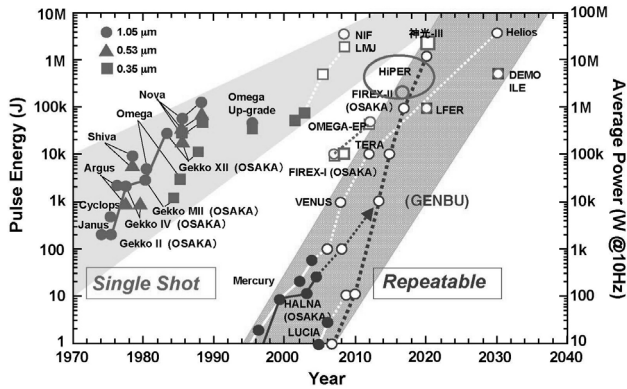 Pulse Energy (J)
10M
1M
100k
10k
1k
100
10
1
1.05 µm
0.53 µm
0.35 µm
Nova
Omega
Shiva
Argus
Cyclops
Janus
Omega
Up-grade
Gekko XII (OSAKA)
Gekko MII (OSAKA)
Gekko IV (OSAKA)
Gekko II (OSAKA)
NIF
LMJ
神光-III
Helios
HiPER
FIREX-II
(OSAKA)
DEMO
ILE
LFER
OMEGA-EP
TERA
FIREX-I (OSAKA)
VENUS
(GENBU)
Single Shot
Mercury
HALNA
(OSAKA)
LUCIA
Repeatable
100M
10M
1M
100k
10k
1k
100
10
Average Power (W @10Hz)
1970
1980
1990
2000
2010
2020
2030
2040
Year